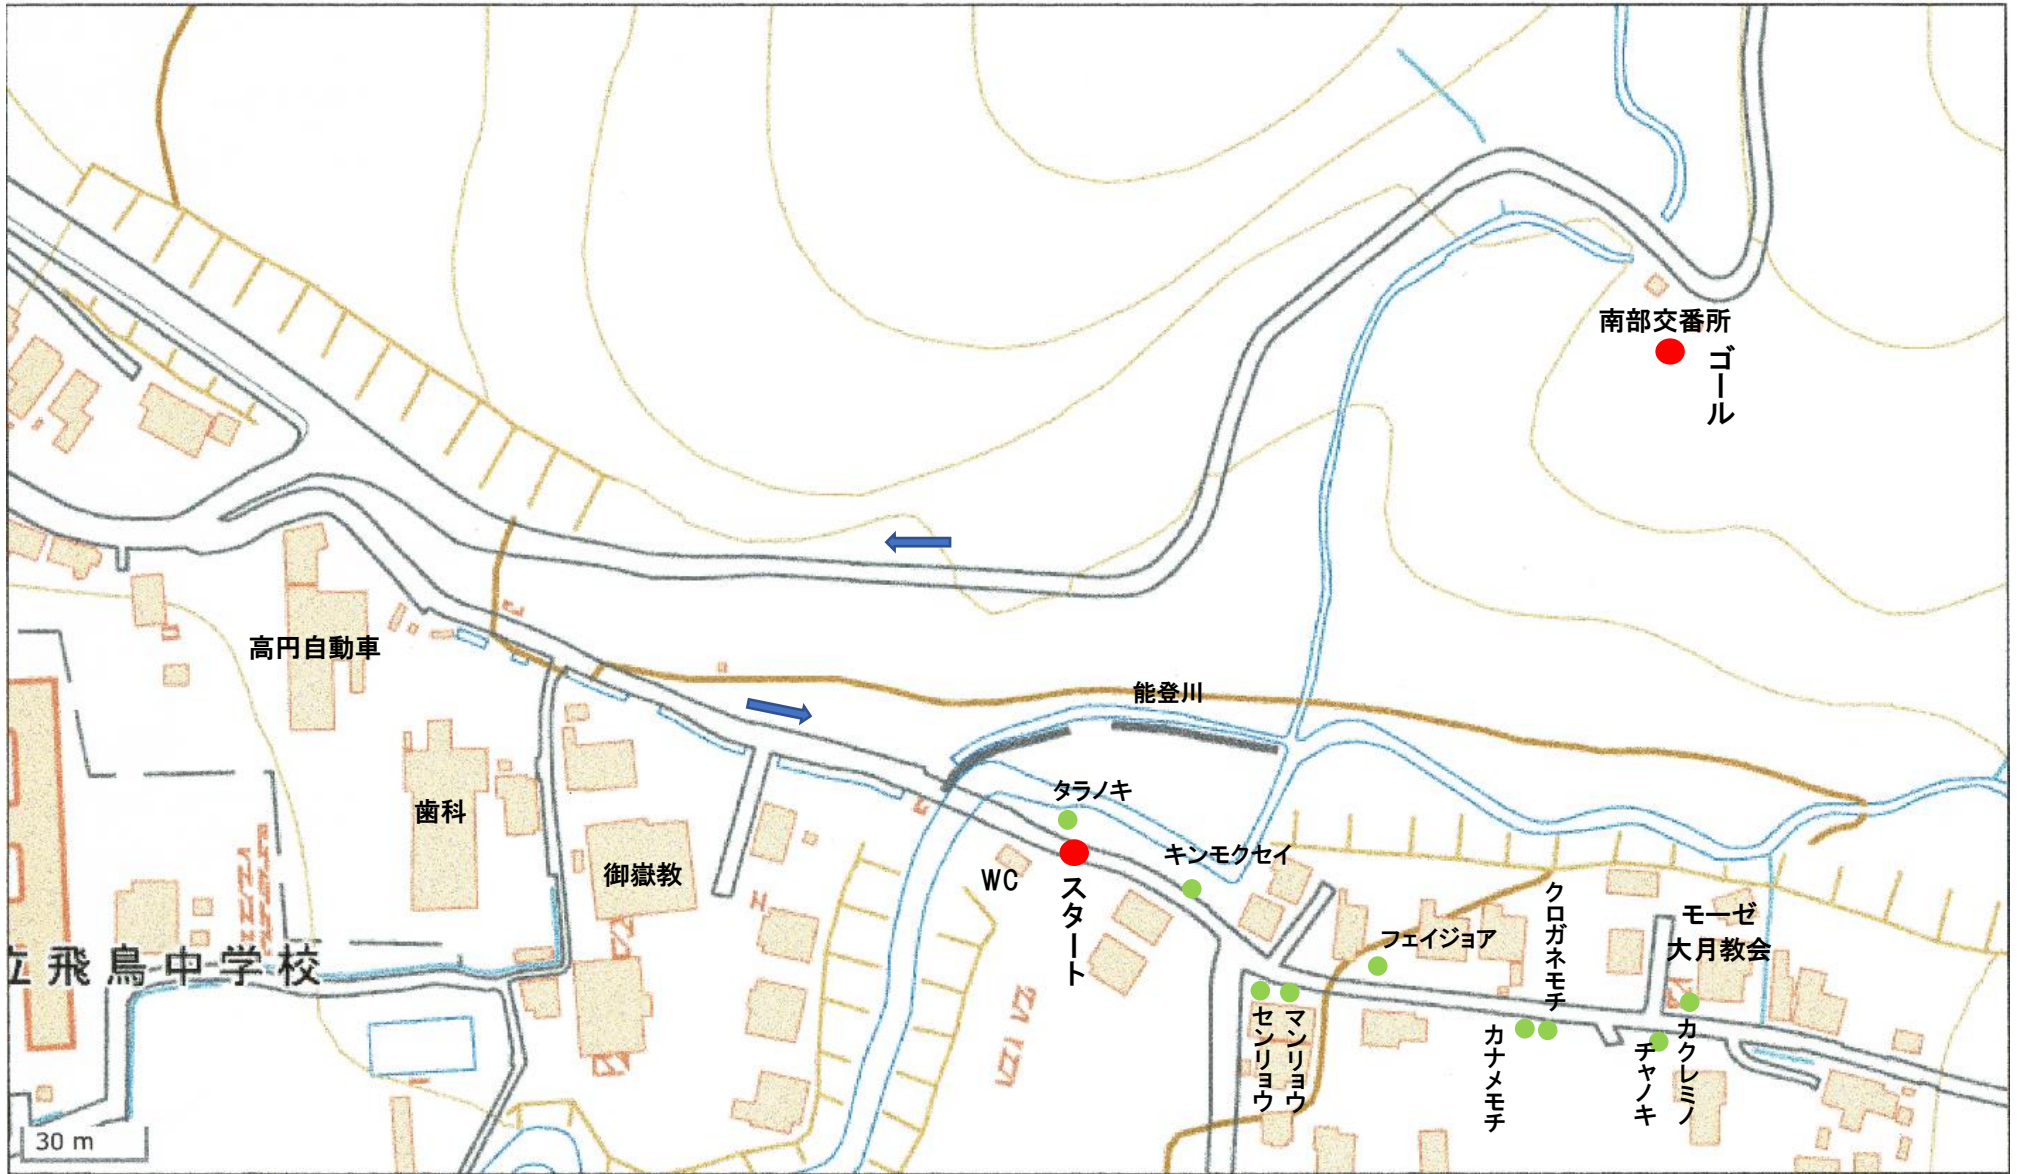 南部交番所
ゴール
高円自動車
能登川
歯科
タラノキ
御嶽教
WC
スタート
キンモクセイ
フェイジョア
クロガネモチ
モーゼ
大月教会
立飛鳥中学校
センリョウ
マンリョウ
カナメモチ
チャノキ
カクレミノ
30 m